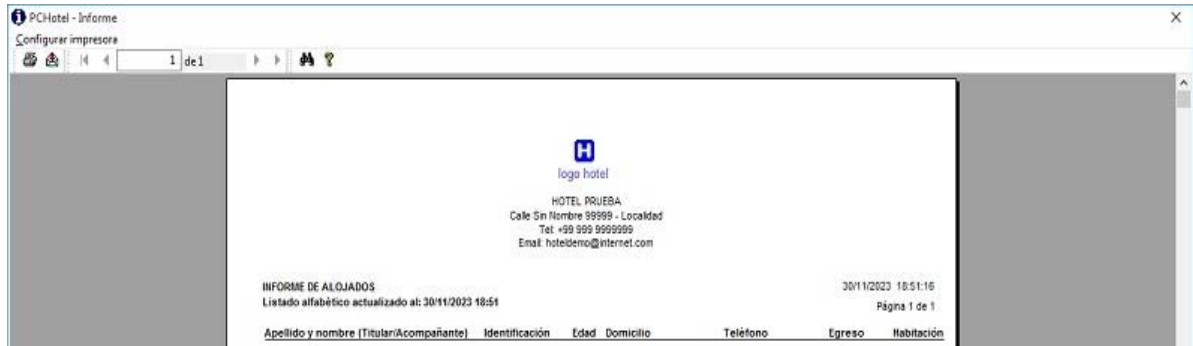 PCHotel - Informe
Configurar impresora
1 de 1
H
logo hotel
HOTEL PRUEBA
Calle Sin Nombre 99999 - Localidad
Tel: +99 999 9999999
Email: hoteldemo@internet.com
INFORME DE ALOJADOS 30/11/2023 18:51:16
Listado alfabético actualizado al: 30/11/2023 18:51 Página 1 de 1
Apellido y nombre (Titular/Acompañante) Identificación Edad Domicilio Teléfono Egreso Habitación